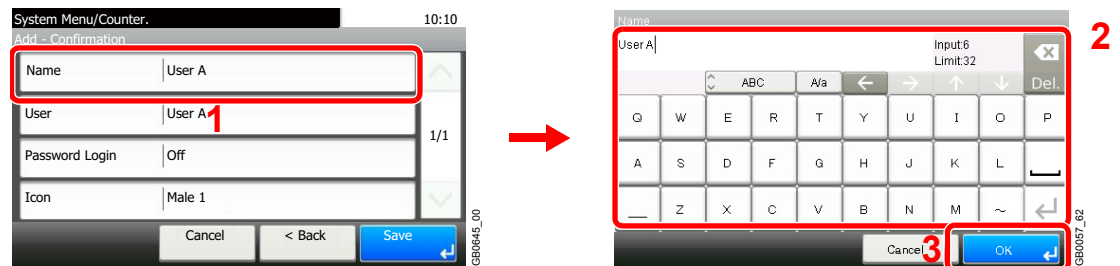 System Menu/Counter. 10:10
Add - Confirmation
Name User A
User User A
1
1/1
Password Login Off
Icon Male 1
Cancel < Back Save
GB0645_00
Name
User A Input:6
Limit:32
2
ABC A/a Del.
Q W E R T Y U I O P
A S D F G H J K L
_ Z X C V B N M ~
Cancel 3 OK
GB0057_62